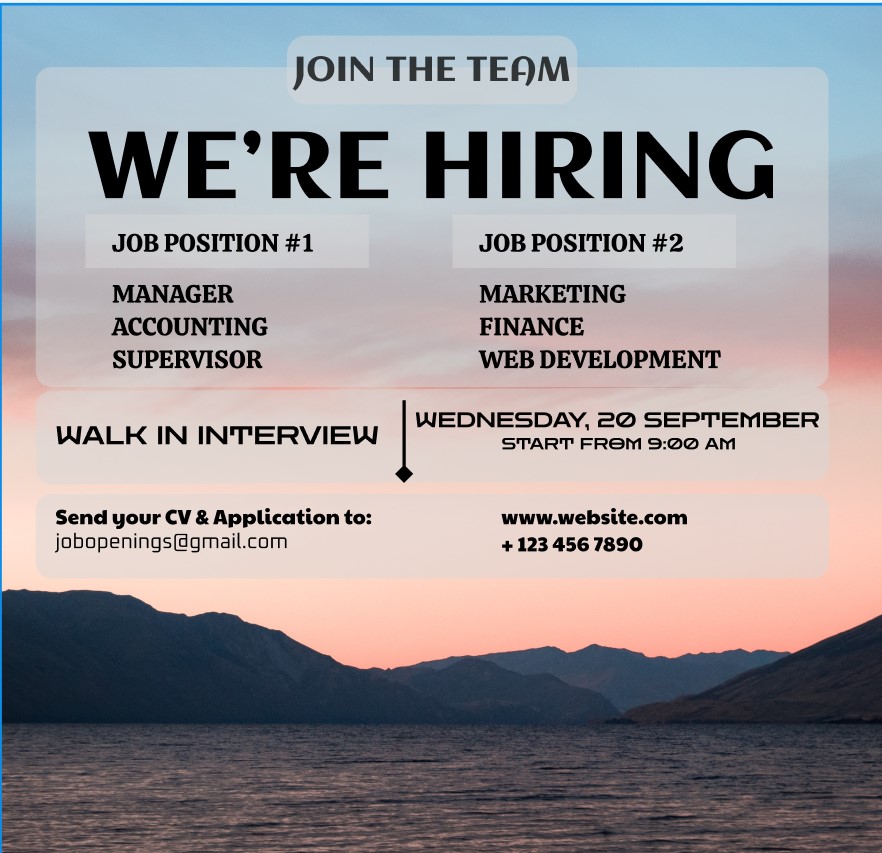 JOIN THE TEAM
WE'RE HIRING
JOB POSITION #1
MANAGER
ACCOUNTING
SUPERVISOR
JOB POSITION #2
MARKETING
FINANCE
WEB DEVELOPMENT
WALK IN INTERVIEW
WEDNESDAY, 20 SEPTEMBER
START FROM 9:00 AM
Send your CV & Application to:
jobopenings@gmail.com
www.website.com
+ 123 456 7890